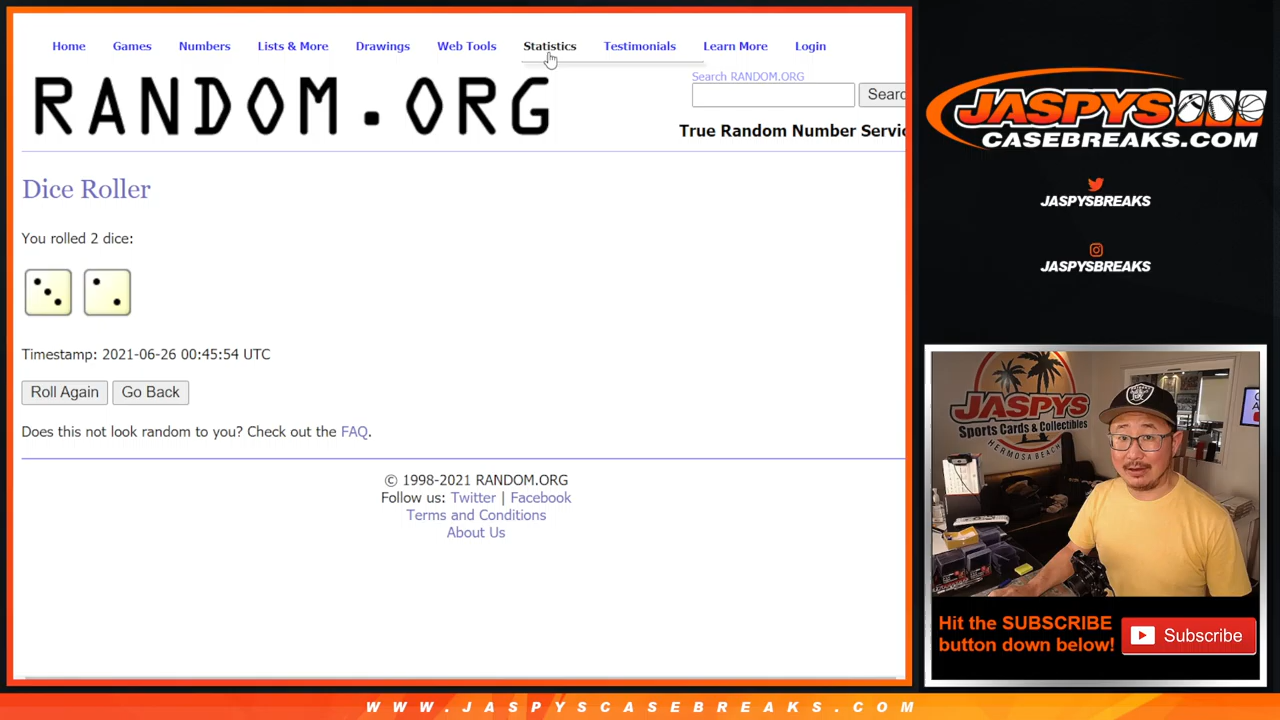 Home Games Numbers Lists & More Drawings Web Tools Statistics Testimonials Learn More Login
RANDOM.ORG
Search RANDOM.ORG
Searc
True Random Number Servic
Dice Roller
You rolled 2 dice:
Timestamp: 2021-06-26 00:45:54 UTC
Roll Again Go Back
Does this not look random to you? Check out the FAQ.
© 1998-2021 RANDOM.ORG
Follow us: Twitter | Facebook
Terms and Conditions
About Us
JASPYS
CASEBREAKS.COM
JASPYSBREAKS
JASPYSBREAKS
JASPYS
Sports Cards & Collectibles
HERMOSA BEACH
RAIDERS
Hit the SUBSCRIBE
button down below!
Subscribe
WWW.JASPYSCASEBREAKS.COM